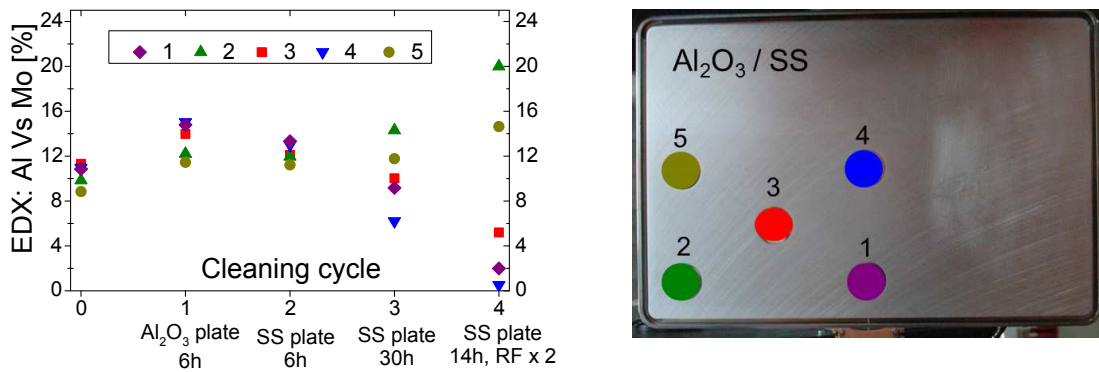 EDX: Al Vs Mo [%]
24
20
16
12
8
4
0
1 2 3 4 5
24
20
16
12
8
4
0
Cleaning cycle
0 1 2 3 4
Al₂O₃ plate
6h
SS plate
6h
SS plate
30h
SS plate
14h, RF x 2
Al₂O₃ / SS
5
4
3
2
1